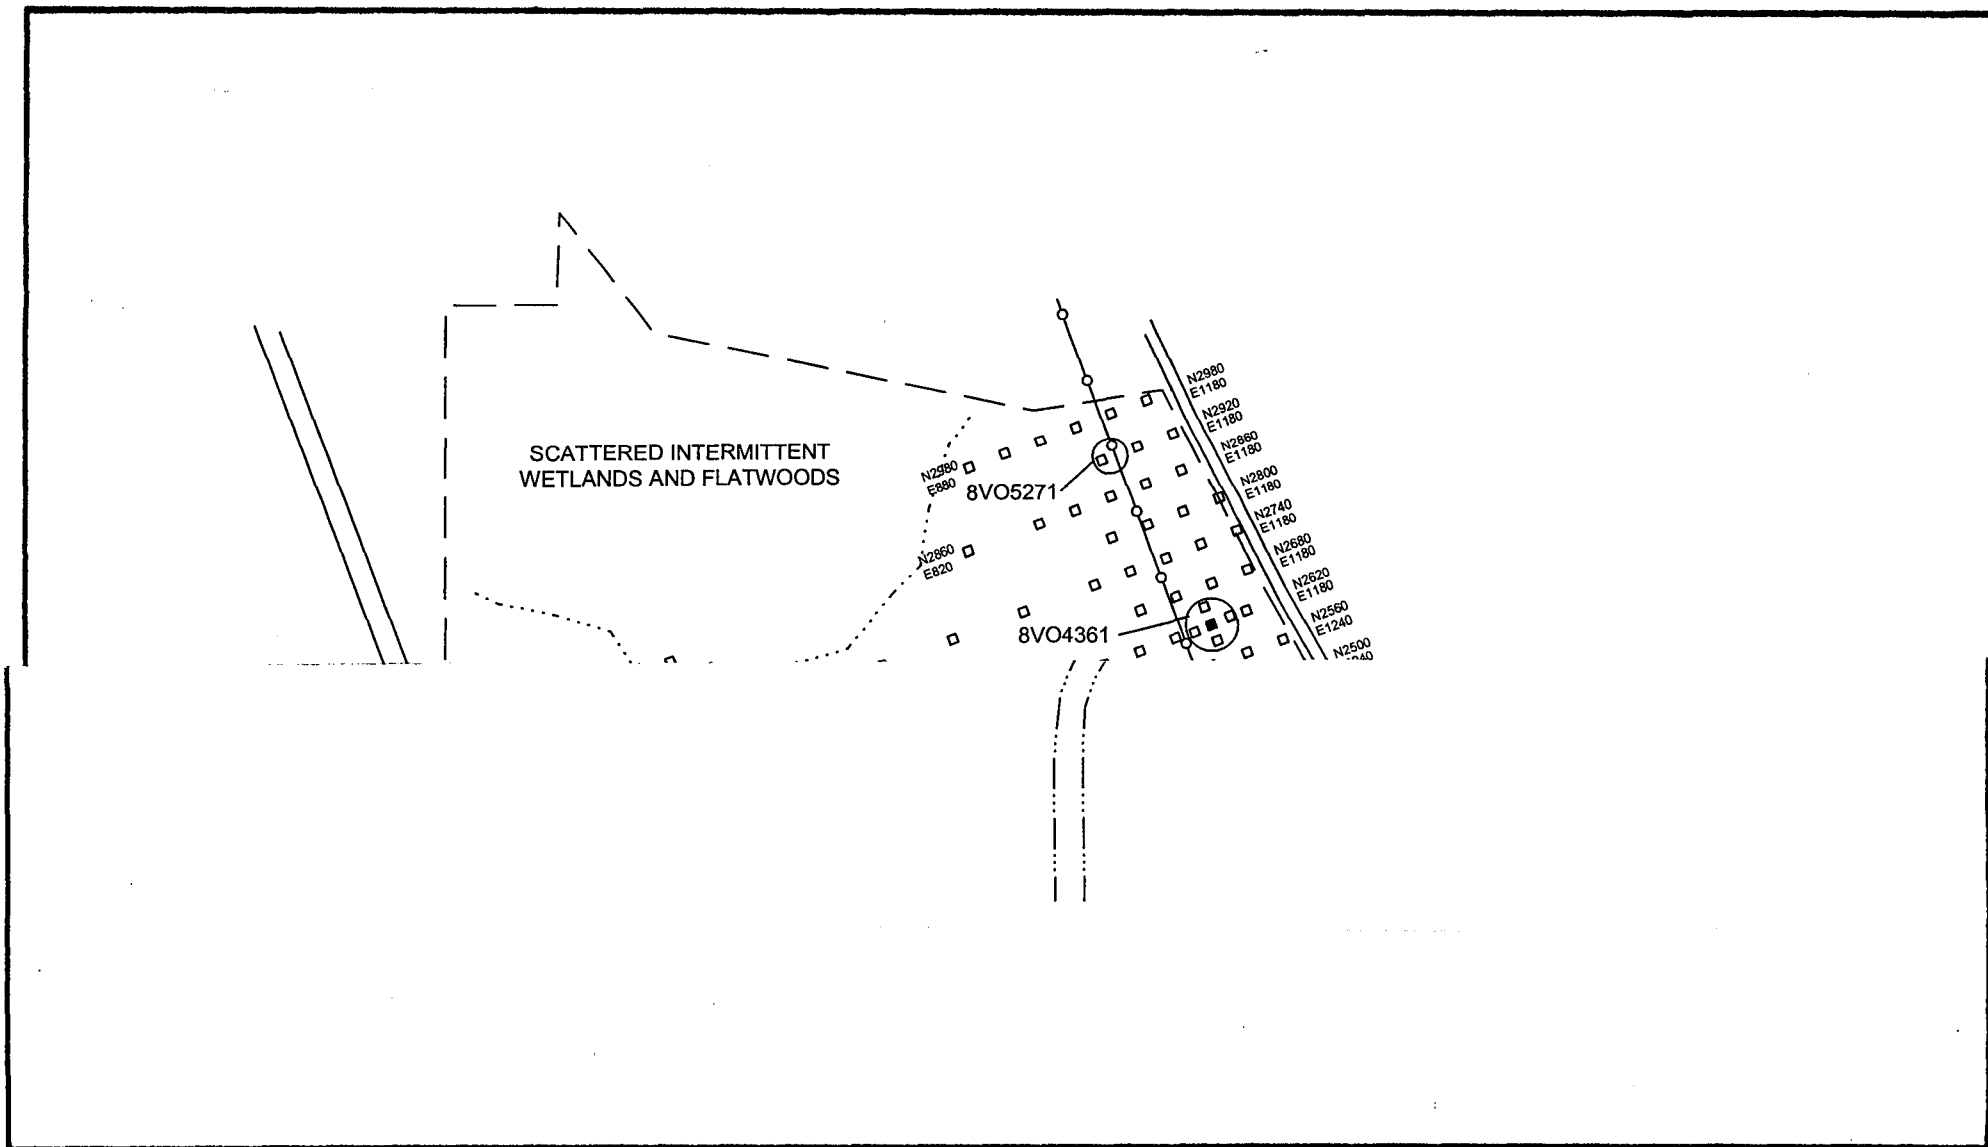 N2980
E1180
N2920
E1180
N2860
E1180
N2800
E1180
N2740
E1180
N2680
E1180
N2620
E1180
N2560
E1240
N2500
SCATTERED INTERMITTENT
WETLANDS AND FLATWOODS
N2980
E880
8VO5271
N2860
E820
8VO4361